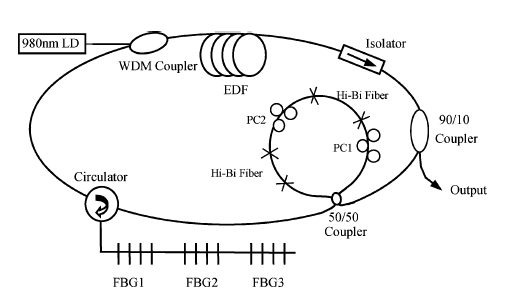 980nm LD
WDM Coupler
EDF
Isolator
Hi-Bi Fiber
PC2
PC1
90/10
Coupler
Hi-Bi Fiber
Circulator
Output
50/50
Coupler
FBG1
FBG2
FBG3